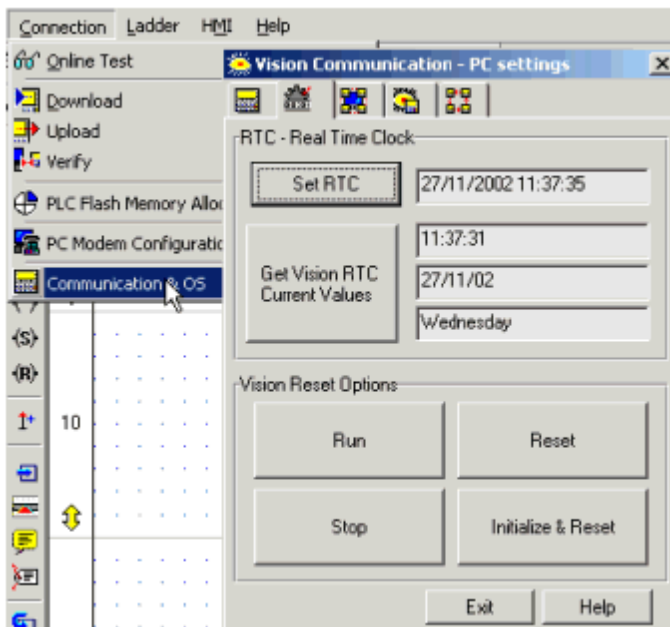 Connection Ladder HMI Help
Online Test
Download
Upload
Verify
PLC Flash Memory Alloc
PC Modem Configuratio
Communication & OS
Vision Communication - PC settings
RTC - Real Time Clock
Set RTC
27/11/2002 11:37:35
Get Vision RTC
Current Values
11:37:31
27/11/02
Wednesday
Vision Reset Options
Run
Reset
Stop
Initialize & Reset
Exit
Help
(S)
(R)
10